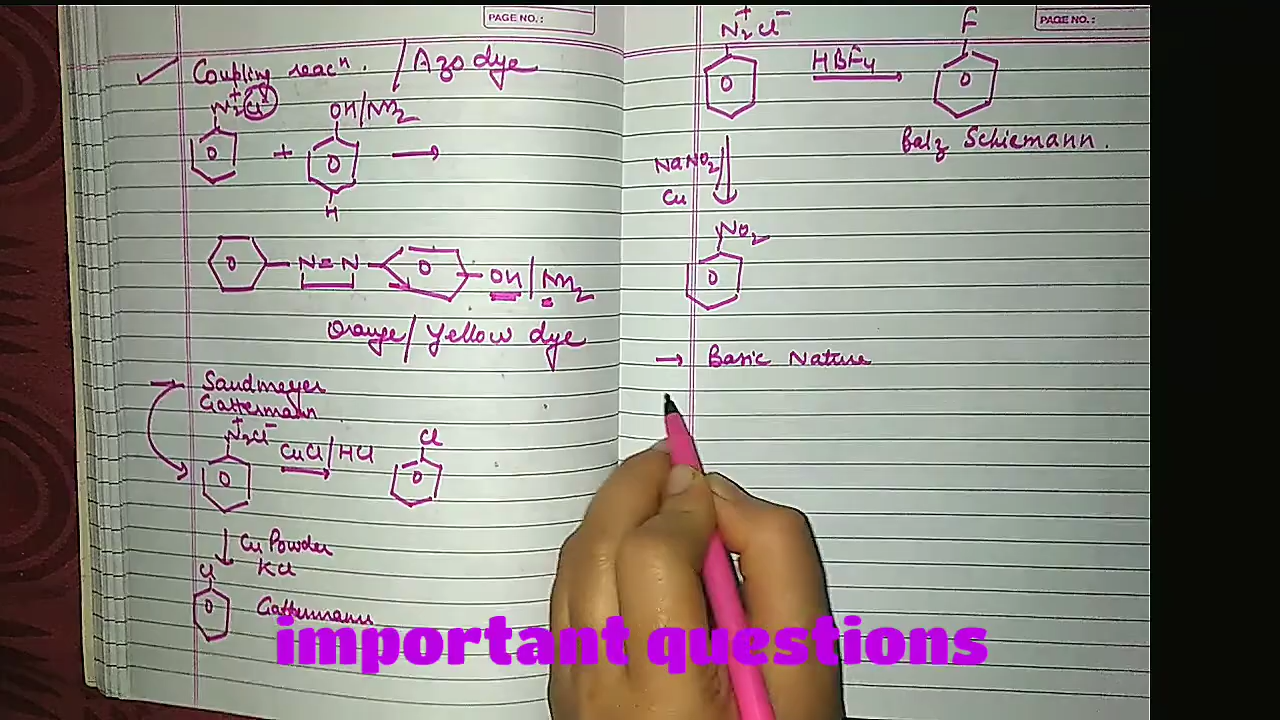 PAGE NO.:
Coupling reacⁿ. / Azo dye
N₂⁺Cl⁻
OH/NH₂
+
H
N=N
OH/NH₂
Orange/Yellow dye
→ Sandmeyer
Gattermann
N₂⁺Cl⁻
CuCl/HCl
Cl
Cu Powder
KCl
Cl
Gattermann
PAGE NO.:
N₂⁺Cl⁻
HBF₄
F
Balz Schiemann.
NaNO₂
Cu
NO₂
→ Basic Nature
important questions